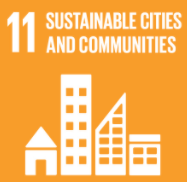 11 SUSTAINABLE CITIES
AND COMMUNITIES